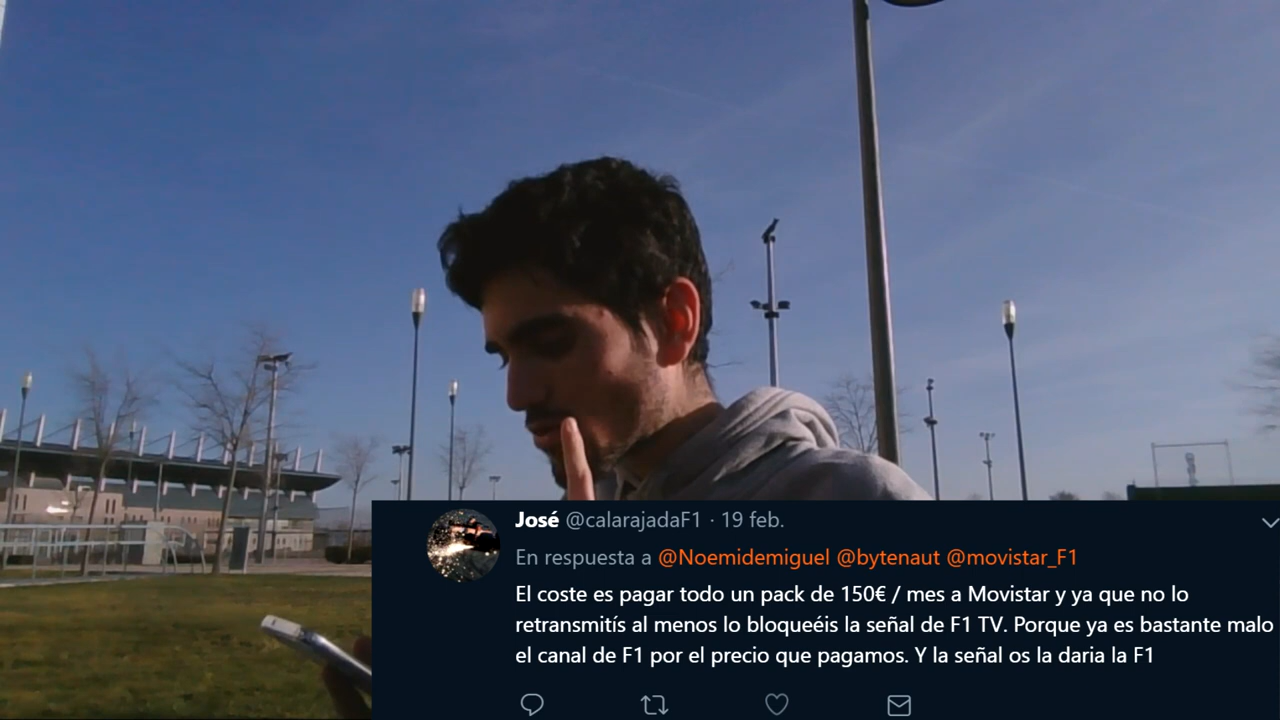 José @calarajadaF1 · 19 feb.
En respuesta a @Noemidemiguel @bytenaut @movistar_F1
El coste es pagar todo un pack de 150€ / mes a Movistar y ya que no lo
retransmitís al menos lo bloqueéis la señal de F1 TV. Porque ya es bastante malo
el canal de F1 por el precio que pagamos. Y la señal os la daria la F1